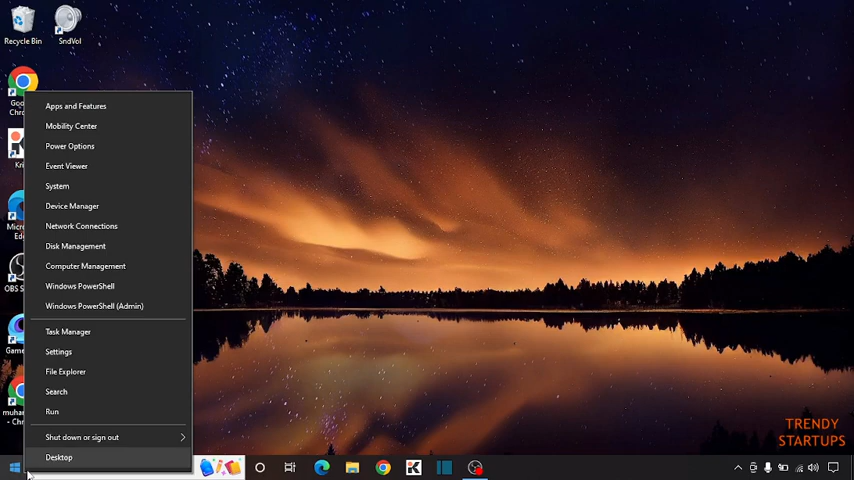 Recycle Bin
SndVol
Goo
Chro
Apps and Features
Mobility Center
Power Options
Kri
Event Viewer
System
Device Manager
Micro
Edg
Network Connections
Disk Management
Computer Management
OBS S
Windows PowerShell
Windows PowerShell (Admin)
Task Manager
Game
Settings
File Explorer
Search
Run
muha
- Chr
Shut down or sign out
Desktop
TRENDY
STARTUPS